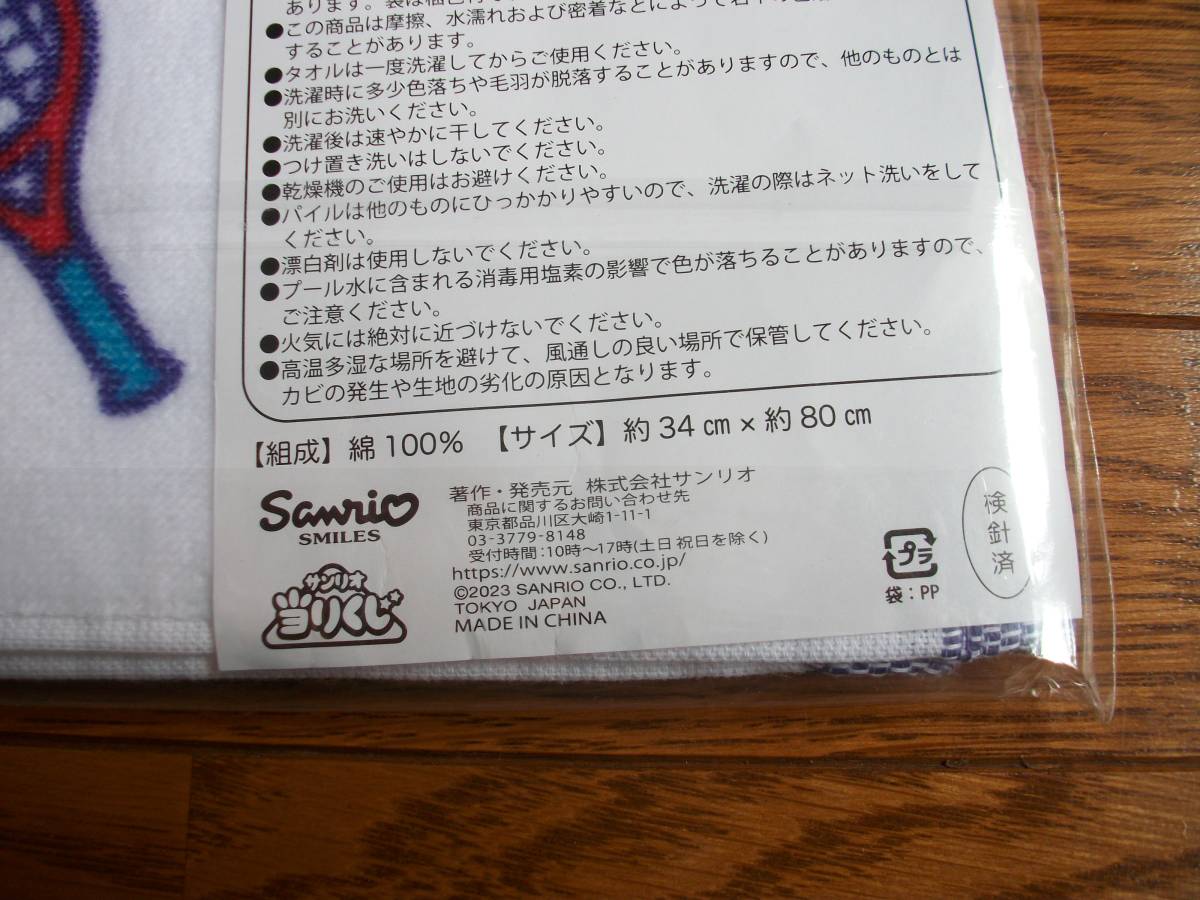 あります。
●この商品は摩擦、水濡れおよび密着などによって若干の
することがあります。
●タオルは一度洗濯してからご使用ください。
●洗濯時に多少色落ちや毛羽が脱落することがありますので、他のものとは
別にお洗いください。
●洗濯後は速やかに干してください。
●つけ置き洗いはしないでください。
●乾燥機のご使用はお避けください。
●パイルは他のものにひっかかりやすいので、洗濯の際はネット洗いをして
ください。
●漂白剤は使用しないでください。
●プール水に含まれる消毒用塩素の影響で色が落ちることがありますので、
ご注意ください。
●火気には絶対に近づけないでください。
●高温多湿な場所を避けて、風通しの良い場所で保管してください。
カビの発生や生地の劣化の原因となります。
【組成】綿100% 【サイズ】約34㎝×約80㎝
Sanrio
SMILES
サンリオ
当りくじ
著作・発売元 株式会社サンリオ
商品に関するお問い合わせ先
東京都品川区大崎1-11-1
03-3779-8148
受付時間:10時〜17時(土日祝日を除く)
https://www.sanrio.co.jp/
©2023 SANRIO CO., LTD.
TOKYO JAPAN
MADE IN CHINA
プラ
袋:PP
検針済